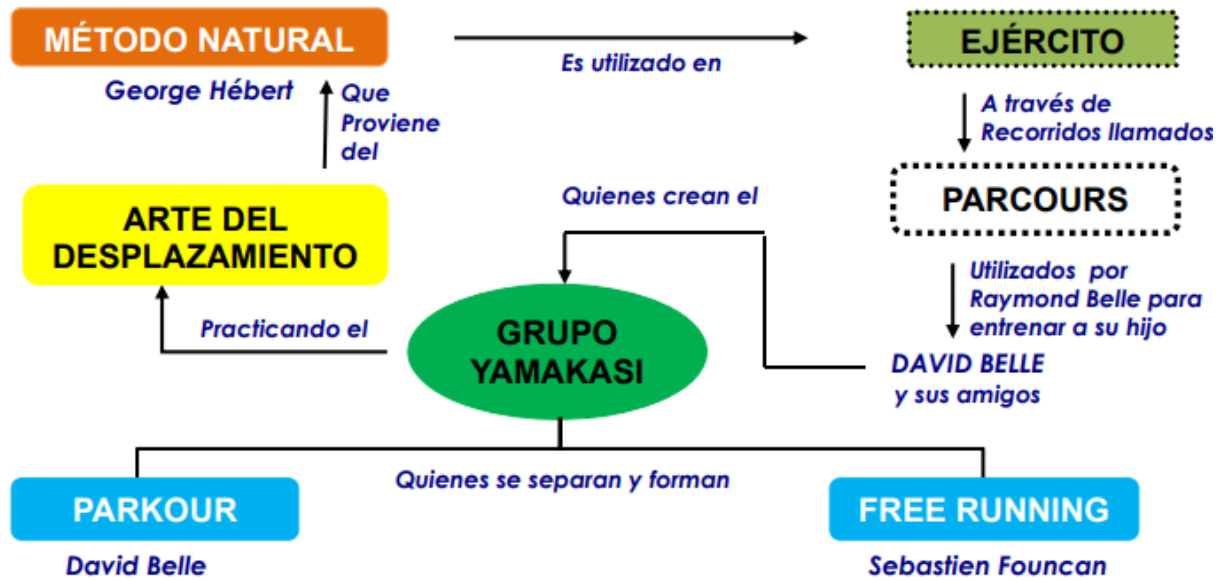 MÉTODO NATURAL
George Hébert
Es utilizado en
EJÉRCITO
A través de
Recorridos llamados
PARCOURS
Utilizados por
Raymond Belle para
entrenar a su hijo
DAVID BELLE
y sus amigos
Quienes crean el
GRUPO
YAMAKASI
Practicando el
ARTE DEL
DESPLAZAMIENTO
Que
Proviene
del
Quienes se separan y forman
PARKOUR
David Belle
FREE RUNNING
Sebastien Founcan